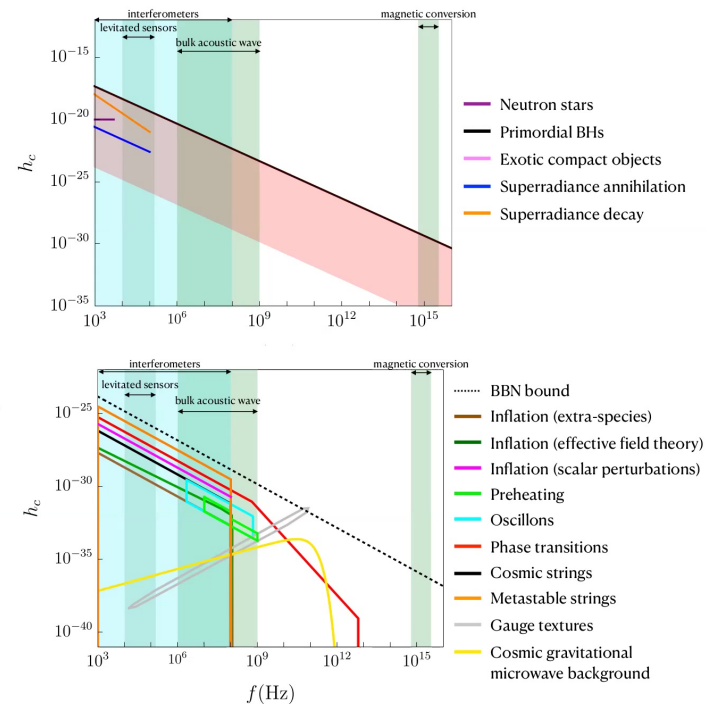 interferometers
magnetic conversion
levitated sensors
bulk acoustic wave
10^{-15}
10^{-20}
10^{-25}
10^{-30}
10^{-35}
h_c
10^3
10^6
10^9
10^{12}
10^{15}
Neutron stars
Primordial BHs
Exotic compact objects
Superradiance annihilation
Superradiance decay
interferometers
magnetic conversion
levitated sensors
bulk acoustic wave
10^{-25}
10^{-30}
10^{-35}
10^{-40}
h_c
10^3
10^6
10^9
10^{12}
10^{15}
f(Hz)
BBN bound
Inflation (extra-species)
Inflation (effective field theory)
Inflation (scalar perturbations)
Preheating
Oscillons
Phase transitions
Cosmic strings
Metastable strings
Gauge textures
Cosmic gravitational
microwave background